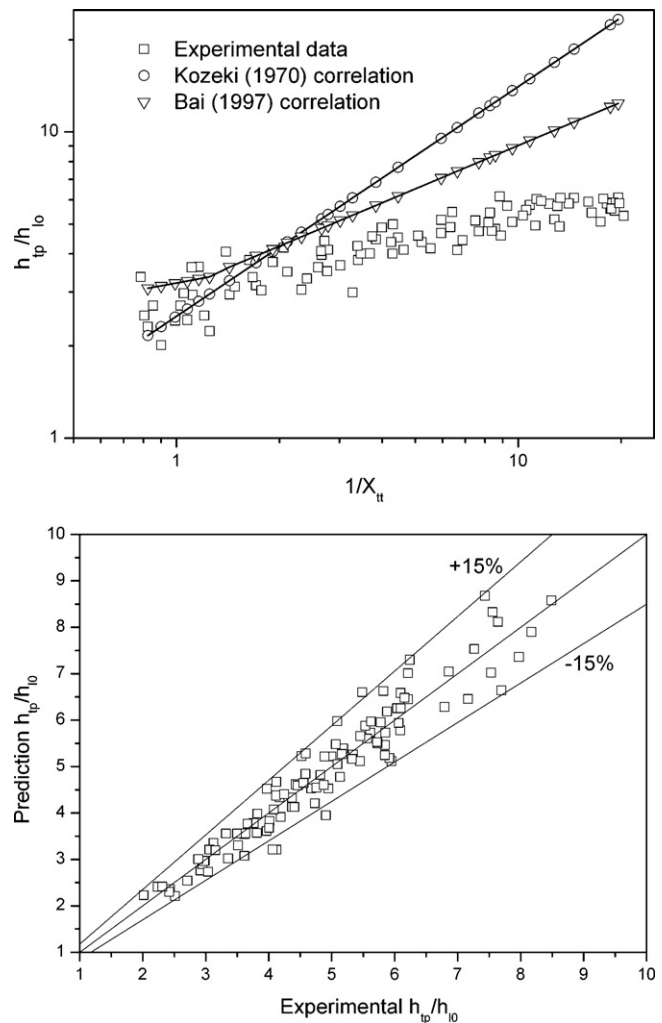 Experimental data
Kozeki (1970) correlation
Bai (1997) correlation
10
1
h_tp/h_lo
1 10
1/X_tt
10
9
8
7
6
5
4
3
2
1
+15%
-15%
Prediction h_tp/h_l0
1 2 3 4 5 6 7 8 9 10
Experimental h_tp/h_l0